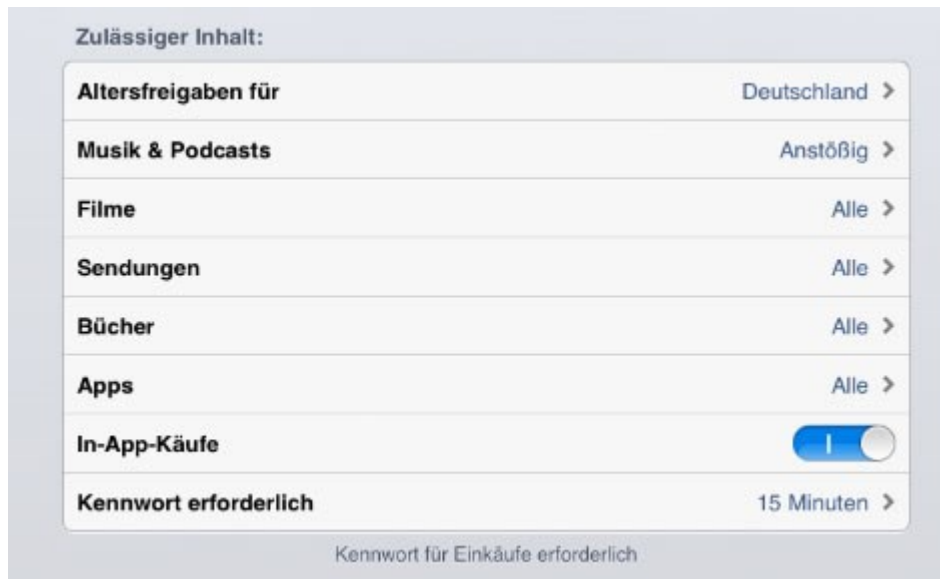 Zulässiger Inhalt:
Altersfreigaben für Deutschland
Musik & Podcasts Anstößig
Filme Alle
Sendungen Alle
Bücher Alle
Apps Alle
In-App-Käufe
Kennwort erforderlich 15 Minuten
Kennwort für Einkäufe erforderlich